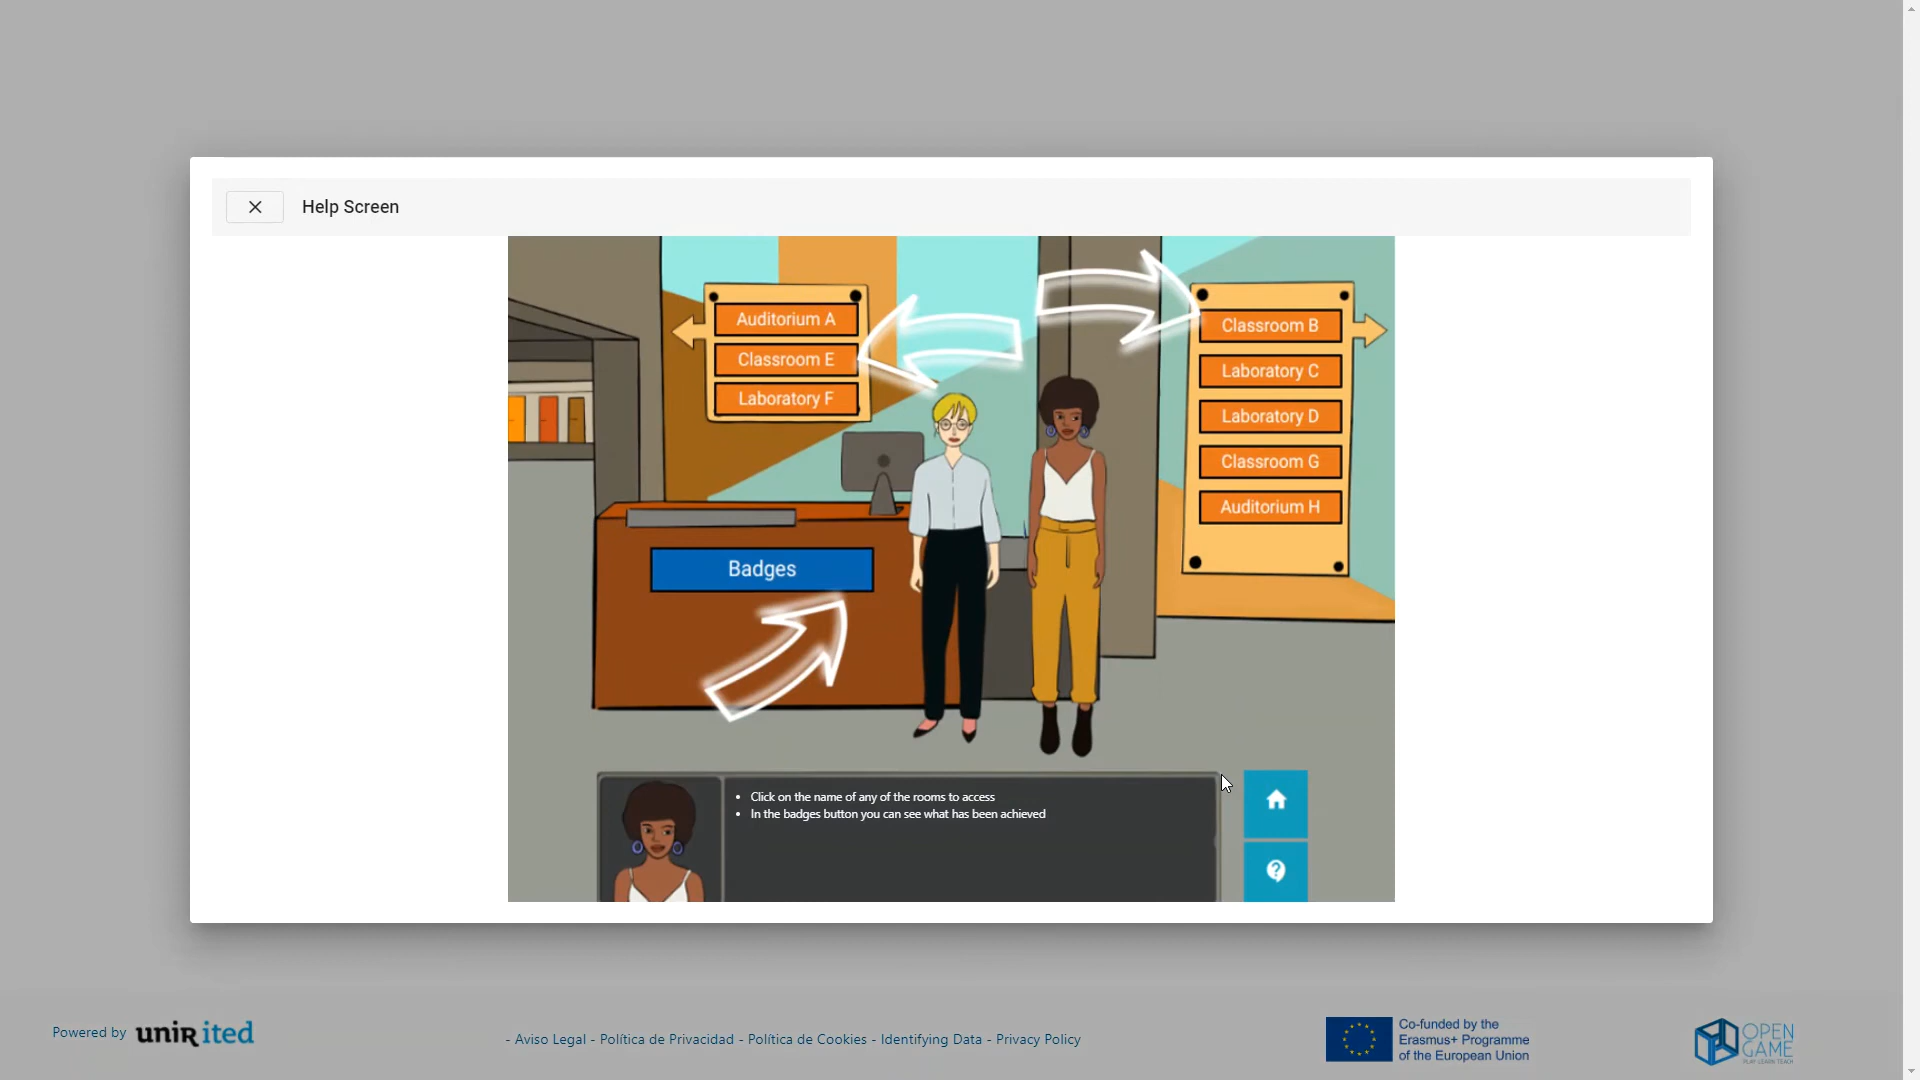 Help Screen
Auditorium A
Classroom E
Laboratory F
Classroom B
Laboratory C
Laboratory D
Classroom G
Auditorium H
Badges
• Click on the name of any of the rooms to access
• In the badges button you can see what has been achieved
Powered by unir ited
- Aviso Legal - Política de Privacidad - Política de Cookies - Identifying Data - Privacy Policy
Co-funded by the
Erasmus+ Programme
of the European Union
OPEN
GAME
PLAY LEARN TEACH